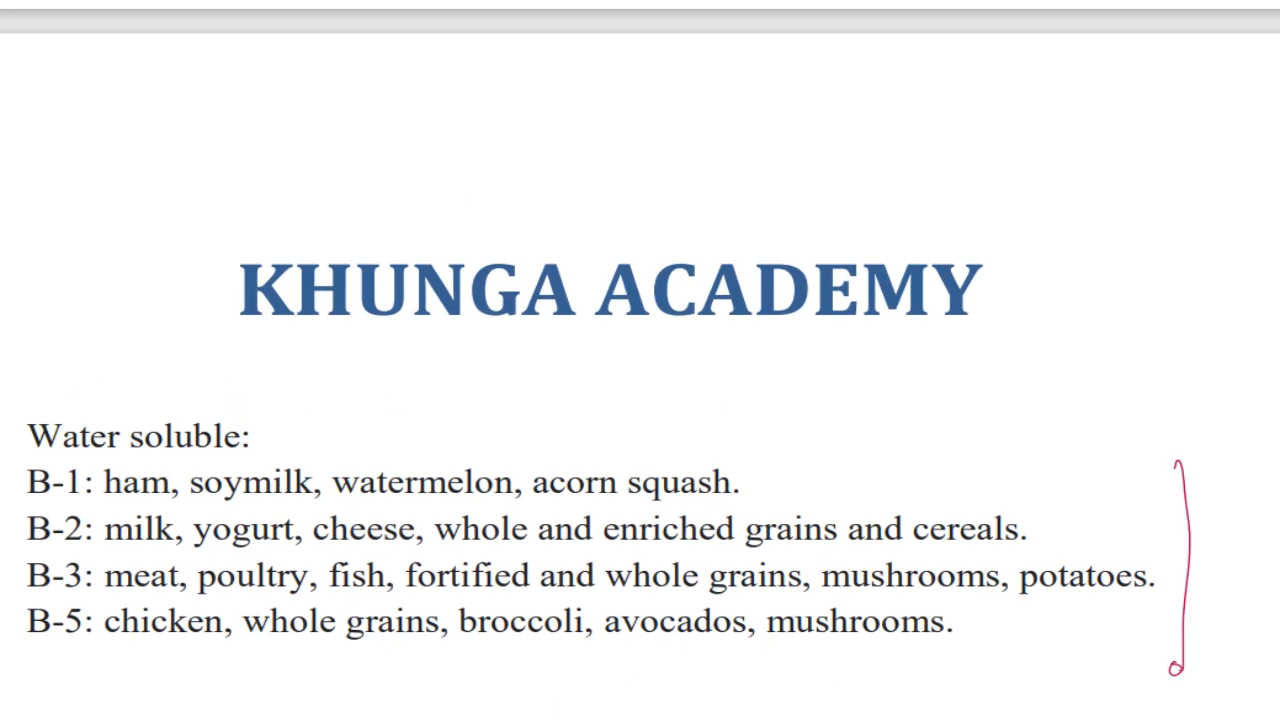 KHUNGA ACADEMY
Water soluble:
B-1: ham, soymilk, watermelon, acorn squash.
B-2: milk, yogurt, cheese, whole and enriched grains and cereals.
B-3: meat, poultry, fish, fortified and whole grains, mushrooms, potatoes.
B-5: chicken, whole grains, broccoli, avocados, mushrooms.